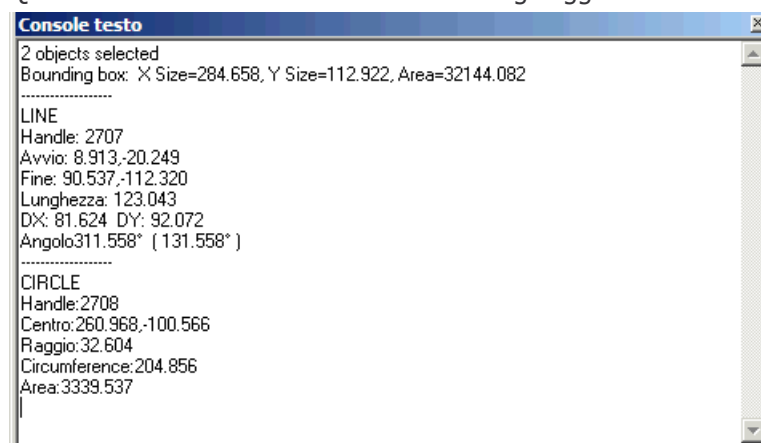 Console testo
2 objects selected
Bounding box: X Size=284.658, Y Size=112.922, Area=32144.082
-------------------
LINE
Handle: 2707
Avvio: 8.913,-20.249
Fine: 90.537,-112.320
Lunghezza: 123.043
DX: 81.624 DY: 92.072
Angolo311.558° ( 131.558° )
-------------------
CIRCLE
Handle:2708
Centro:260.968,-100.566
Raggio:32.604
Circumference:204.856
Area:3339.537